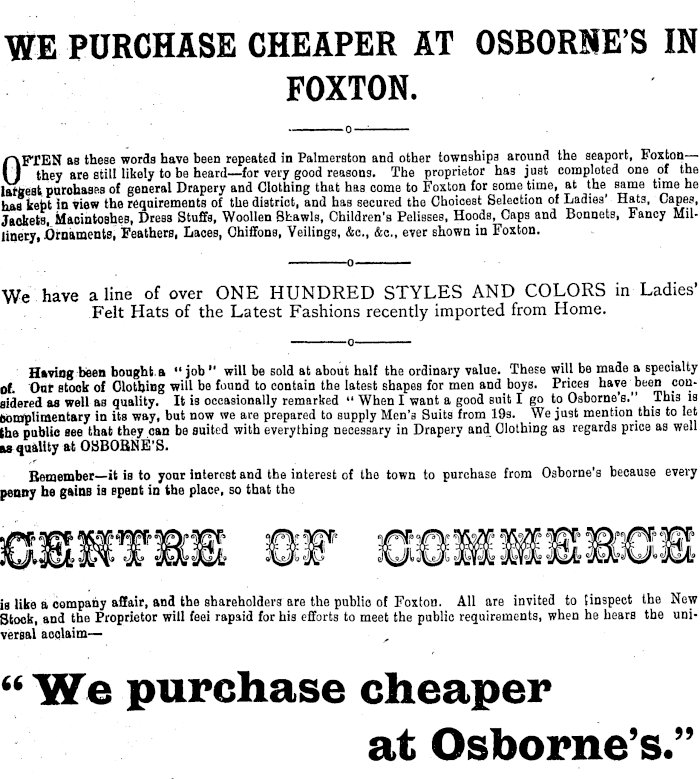 WE PURCHASE CHEAPER AT OSBORNE'S IN
FOXTON.
OFTEN as these words have been repeated in Palmerston and other townships around the seaport, Foxton—
they are still likely to be heard—for very good reasons. The proprietor has just completed one of the
largest purchases of general Drapery and Clothing that has come to Foxton for some time, at the same time he
has kept in view the requirements of the district, and has secured the Choicest Selection of Ladies' Hats, Capes,
Jackets, Macintoshes, Dress Stuffs, Woollen Shawls, Children's Pelisses, Hoods, Caps and Bonnets, Fancy Mil-
linery, Ornaments, Feathers, Laces, Chiffons, Veilings, &c., &c., ever shown in Foxton.
We have a line of over ONE HUNDRED STYLES AND COLORS in Ladies'
Felt Hats of the Latest Fashions recently imported from Home.
Having been bought a "job" will be sold at about half the ordinary value. These will be made a specialty
of. Our stock of Clothing will be found to contain the latest shapes for men and boys. Prices have been con-
sidered as well as quality. It is occasionally remarked "When I want a good suit I go to Osborne's." This is
complimentary in its way, but now we are prepared to supply Men's Suits from 19s. We just mention this to let
the public see that they can be suited with everything necessary in Drapery and Clothing as regards price as well
as quality at OSBORNE'S.
Remember—it is to your interest and the interest of the town to purchase from Osborne's because every
penny he gains is spent in the place, so that the
CENTRE OF COMMERCE
is like a company affair, and the shareholders are the public of Foxton. All are invited to inspect the New
Stock, and the Proprietor will feel rapaid for his efforts to meet the public requirements, when he hears the uni-
versal acclaim—
"We purchase cheaper
at Osborne's."